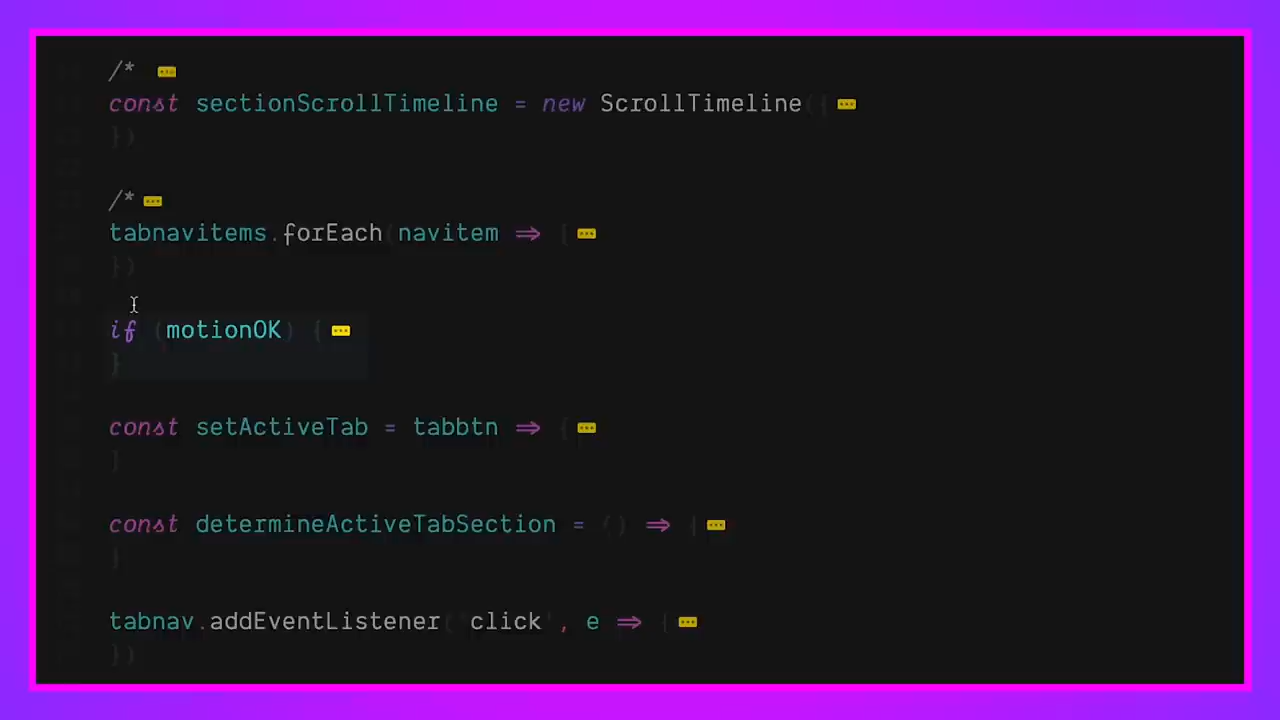 /*
const sectionScrollTimeline = new ScrollTimeline({
})
/*
tabnavitems.forEach(navitem => {
})
if (motionOK) {
}
const setActiveTab = tabbtn => {
}
const determineActiveTabSection = () => {
}
tabnav.addEventListener('click', e => {
})